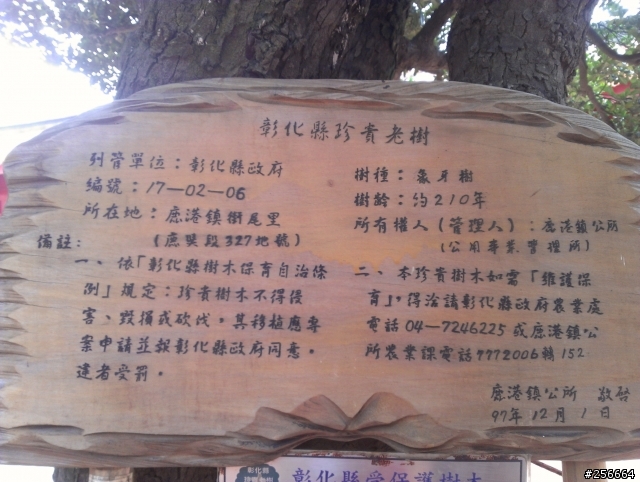 彰化縣珍貴老樹
列管單位：彰化縣政府
編號：17—02—06
所在地：鹿港鎮街尾里
(鹿興段327地號)
樹種：象牙樹
樹齡：約210年
所有權人(管理人)：鹿港鎮公所
(公用事業管理所)
備註：
一、依「彰化縣樹木保育自治條
例」規定：珍貴樹木不得侵
害、毀損或砍伐。其移植應專
案申請並報彰化縣政府同意。
違者受罰。
二、本珍貴樹木如需「維護保
育」，得洽請彰化縣政府農業處
電話04—7246225或鹿港鎮公
所農業課電話7772006轉152
鹿港鎮公所 敬啓
97年12月1日
彰化縣
彰化縣受保護樹木
#256664